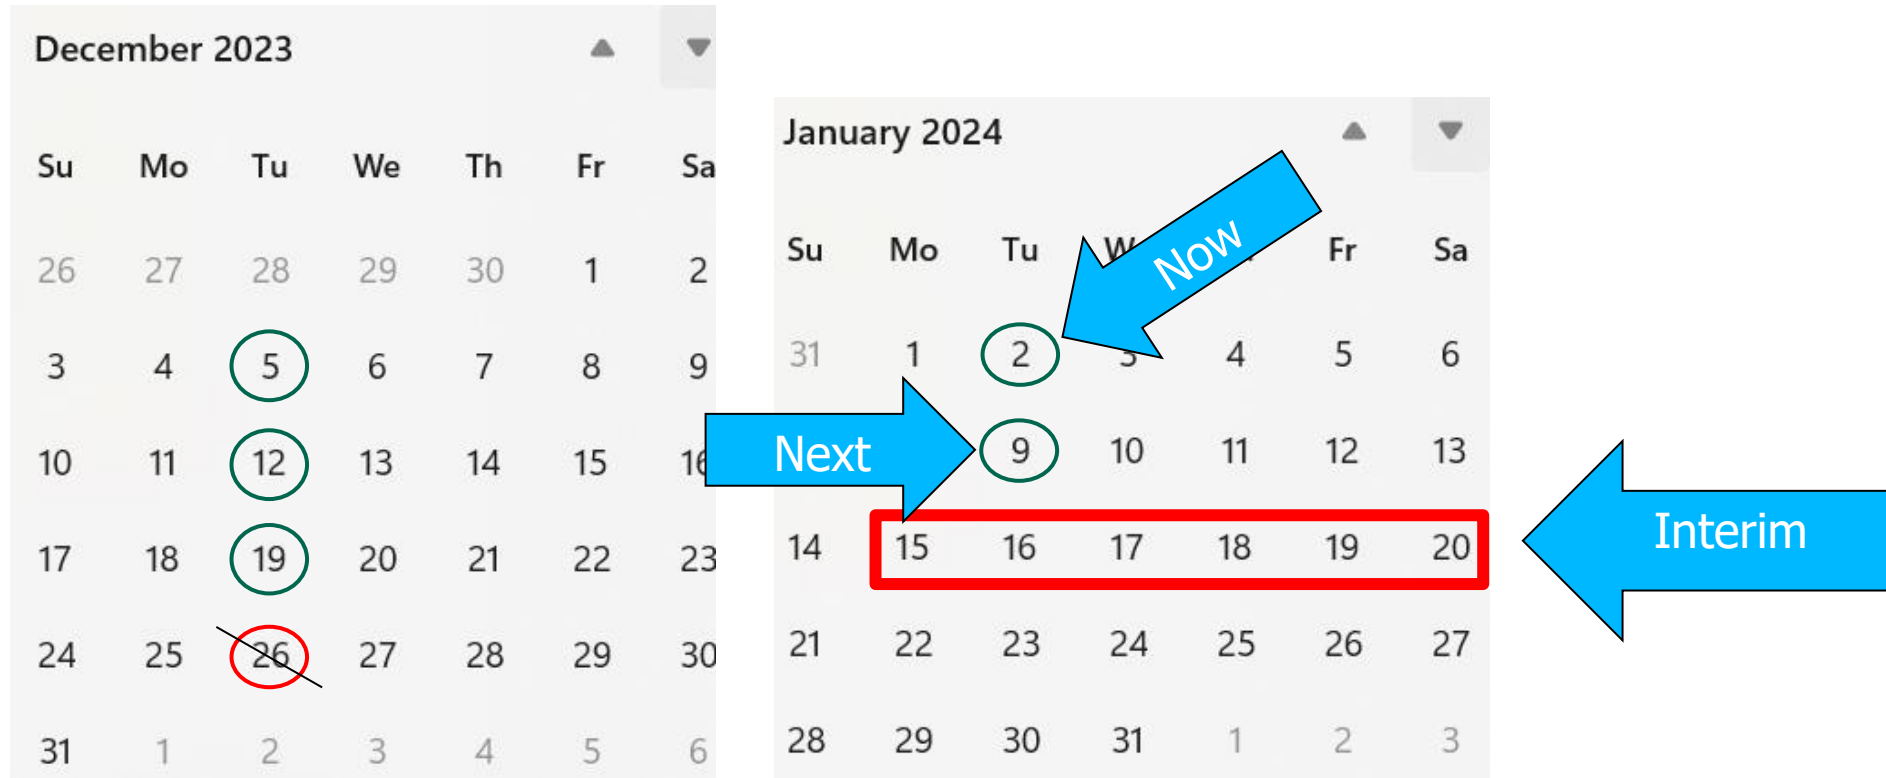 December 2023
Su Mo Tu We Th Fr Sa
26 27 28 29 30 1 2
3 4 5 6 7 8 9
10 11 12 13 14 15 16
17 18 19 20 21 22 23
24 25 26 27 28 29 30
31 1 2 3 4 5 6
January 2024
Su Mo Tu Fr Sa
Now
31 1 2 3 4 5 6
Next
9 10 11 12 13
14 15 16 17 18 19 20
Interim
21 22 23 24 25 26 27
28 29 30 31 1 2 3